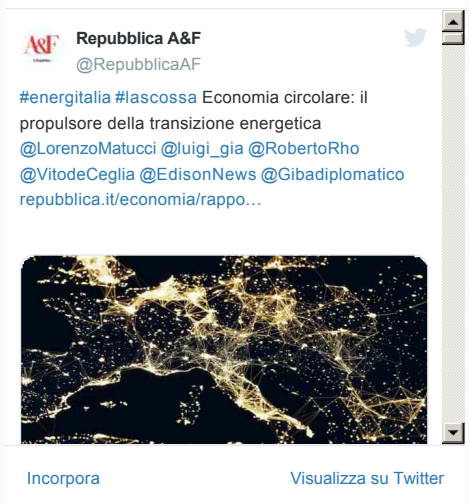 A&F
Repubblica A&F
@RepubblicaAF
#energitalia #lascossa Economia circolare: il
propulsore della transizione energetica
@LorenzoMatucci @luigi_gia @RobertoRho
@VitodeCeglia @EdisonNews @Gibadiplomatico
repubblica.it/economia/rappo…
Incorpora
Visualizza su Twitter